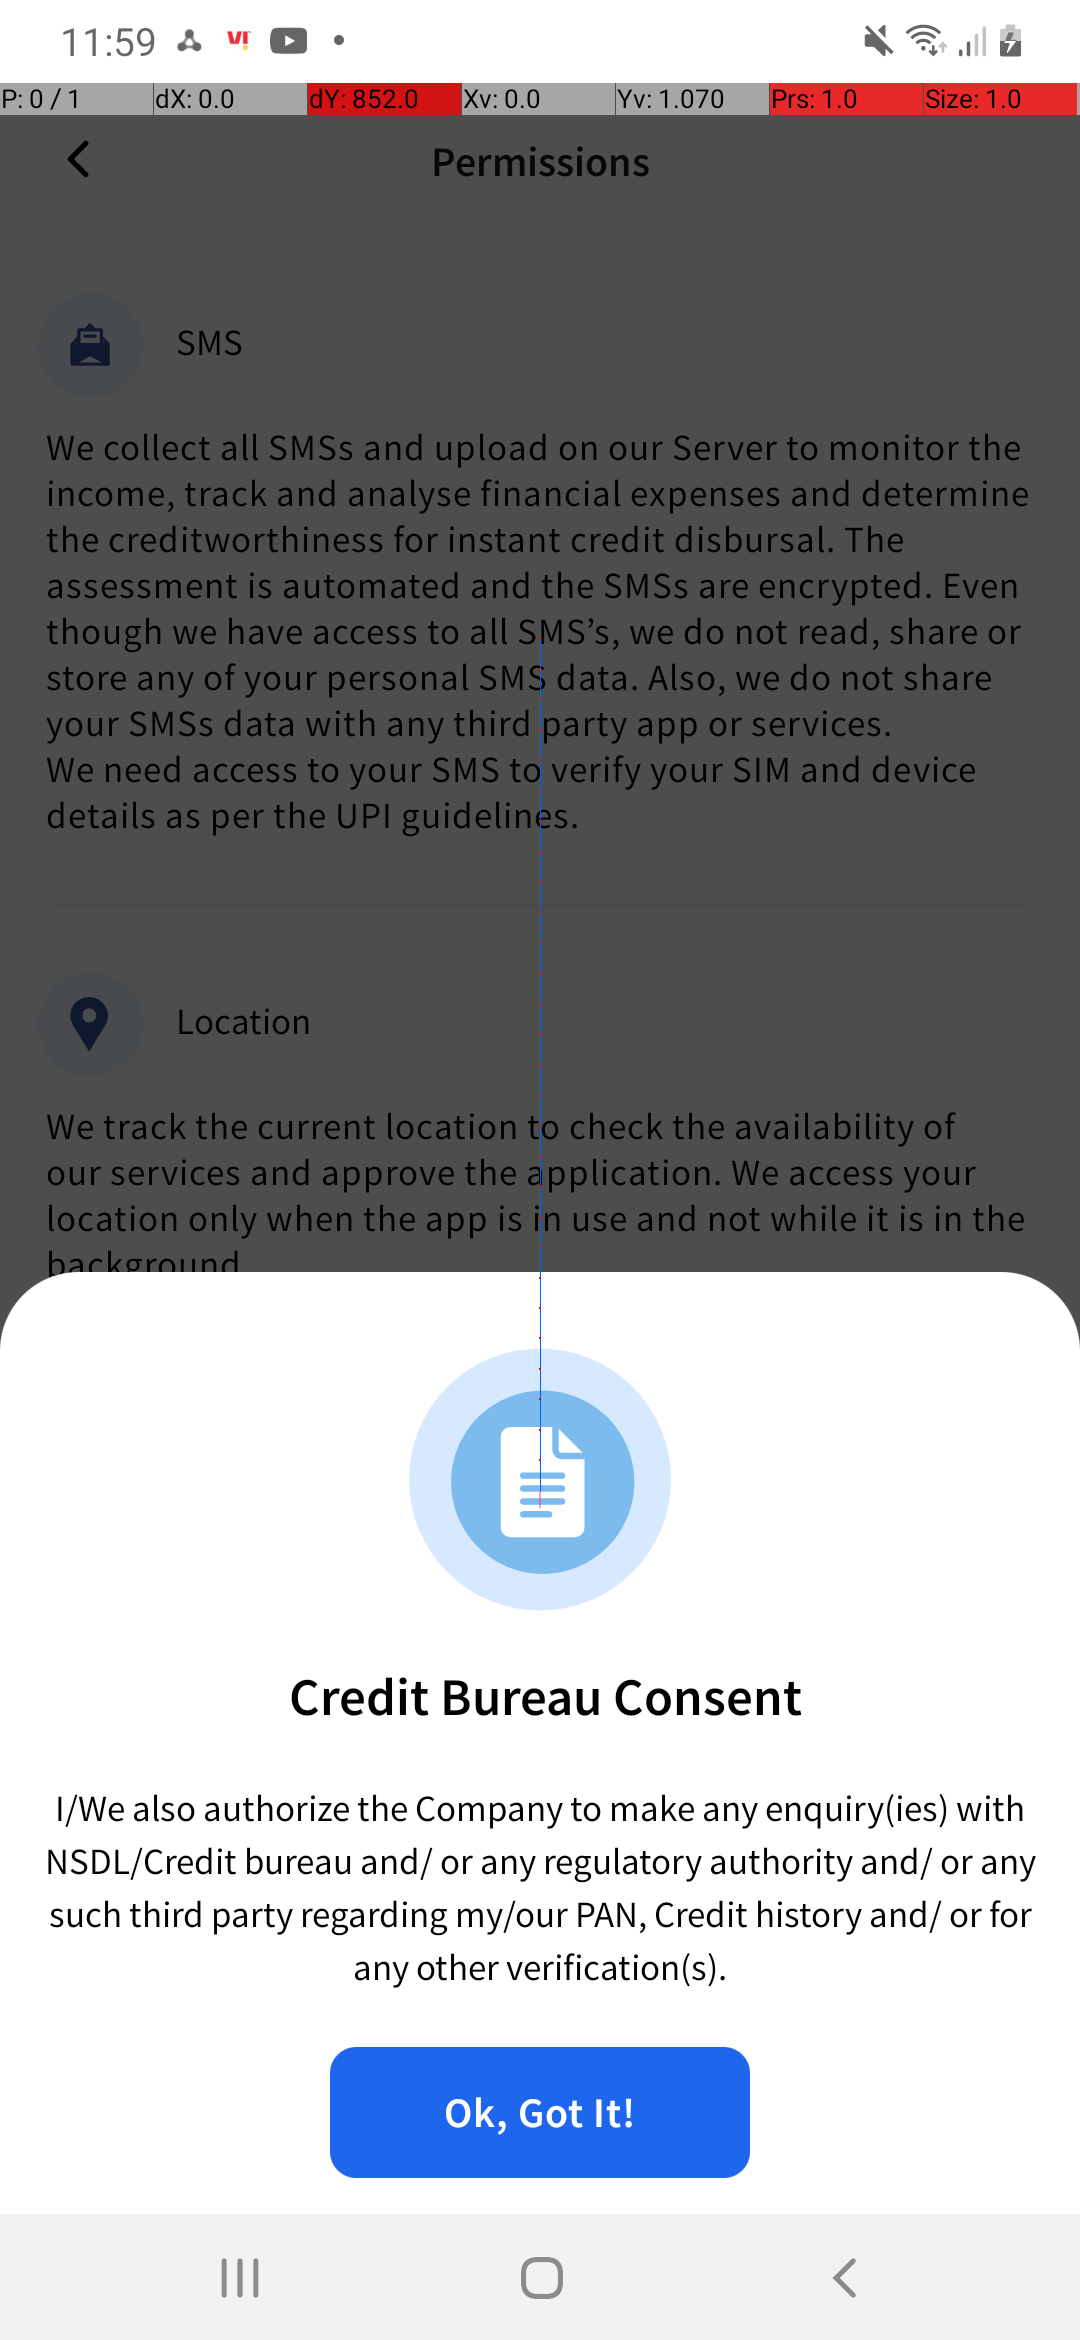 11:59
P: 0 / 1 dX: 0.0 dY: 852.0 Xv: 0.0 Yv: 1.070 Prs: 1.0 Size: 1.0
Permissions
SMS
We collect all SMSs and upload on our Server to monitor the
income, track and analyse financial expenses and determine
the creditworthiness for instant credit disbursal. The
assessment is automated and the SMSs are encrypted. Even
though we have access to all SMS’s, we do not read, share or
store any of your personal SMS data. Also, we do not share
your SMSs data with any third party app or services.
We need access to your SMS to verify your SIM and device
details as per the UPI guidelines.
Location
We track the current location to check the availability of
our services and approve the application. We access your
location only when the app is in use and not while it is in the
background
Credit Bureau Consent
I/We also authorize the Company to make any enquiry(ies) with
NSDL/Credit bureau and/ or any regulatory authority and/ or any
such third party regarding my/our PAN, Credit history and/ or for
any other verification(s).
Ok, Got It!